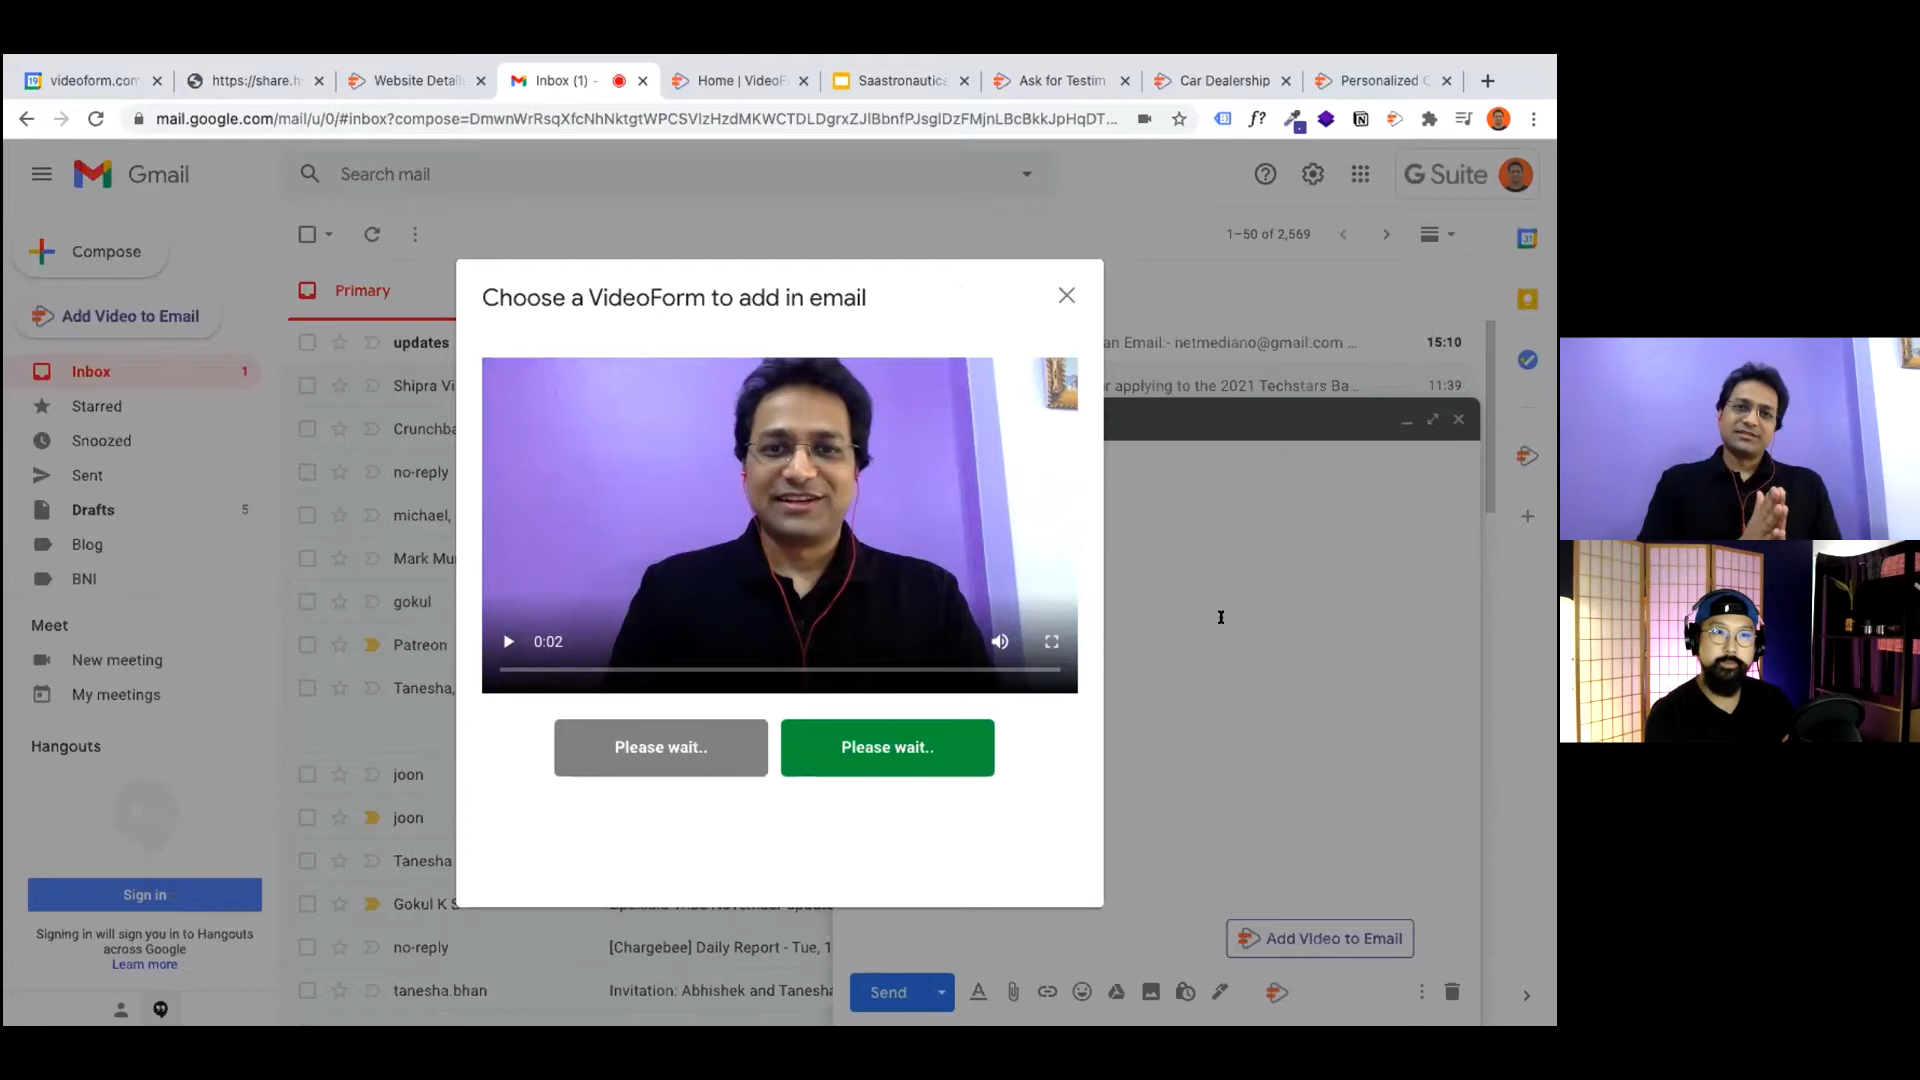 videoform.com
https://share.h
Website Detail
Inbox (1) -
Home | VideoF
Saastronautics
Ask for Testim
Car Dealership
Personalized
mail.google.com/mail/u/0/#inbox?compose=
Gmail
Search mail
G Suite
Compose
1–50 of 2,569
Add Video to Email
Primary
Choose a VideoForm to add in email
Inbox 1
Starred
Snoozed
Sent
Drafts 5
Blog
BNI
Meet
New meeting
My meetings
Hangouts
updates
an Email:- netmediano@gmail.com ...
15:10
Shipra Vi
r applying to the 2021 Techstars Ba...
11:39
Crunchba
no-reply
michael,
Mark Mu
gokul
Patreon
Tanesha,
0:02
Please wait..
Please wait..
joon
joon
Tanesha
Gokul K S
no-reply
[Chargebee] Daily Report - Tue, 1
tanesha.bhan
Invitation: Abhishek and Tanesha
Sign in
Signing in will sign you in to Hangouts
across Google
Learn more
Add Video to Email
Send